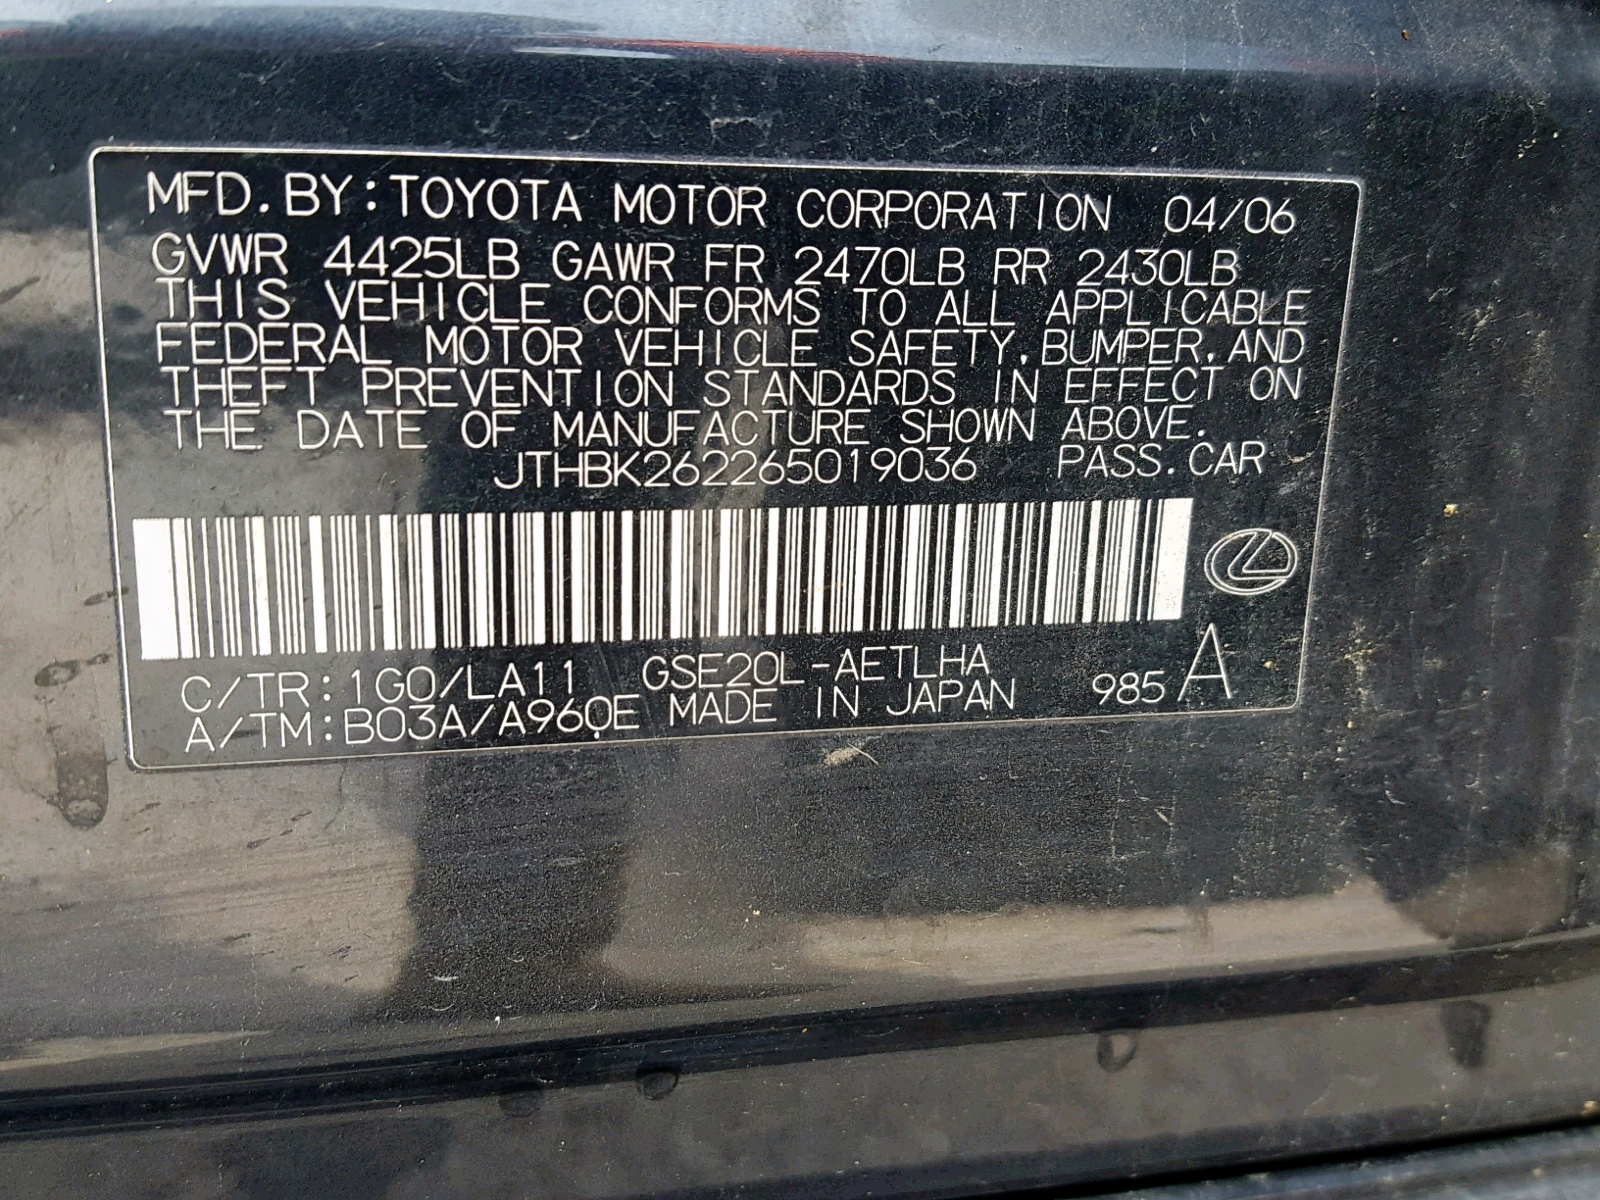 MFD. BY: TOYOTA MOTOR CORPORATION 04/06
GVWR 4425LB GAWR FR 2470LB RR 2430LB
THIS VEHICLE CONFORMS TO ALL APPLICABLE
FEDERAL MOTOR VEHICLE SAFETY, BUMPER, AND
THEFT PREVENTION STANDARDS IN EFFECT ON
THE DATE OF MANUFACTURE SHOWN ABOVE.
JTHBK262265019036 PASS. CAR
C/TR: 1G0/LA11 GSE20L-AETLHA
A/TM: B03A/A960E MADE IN JAPAN 985 A